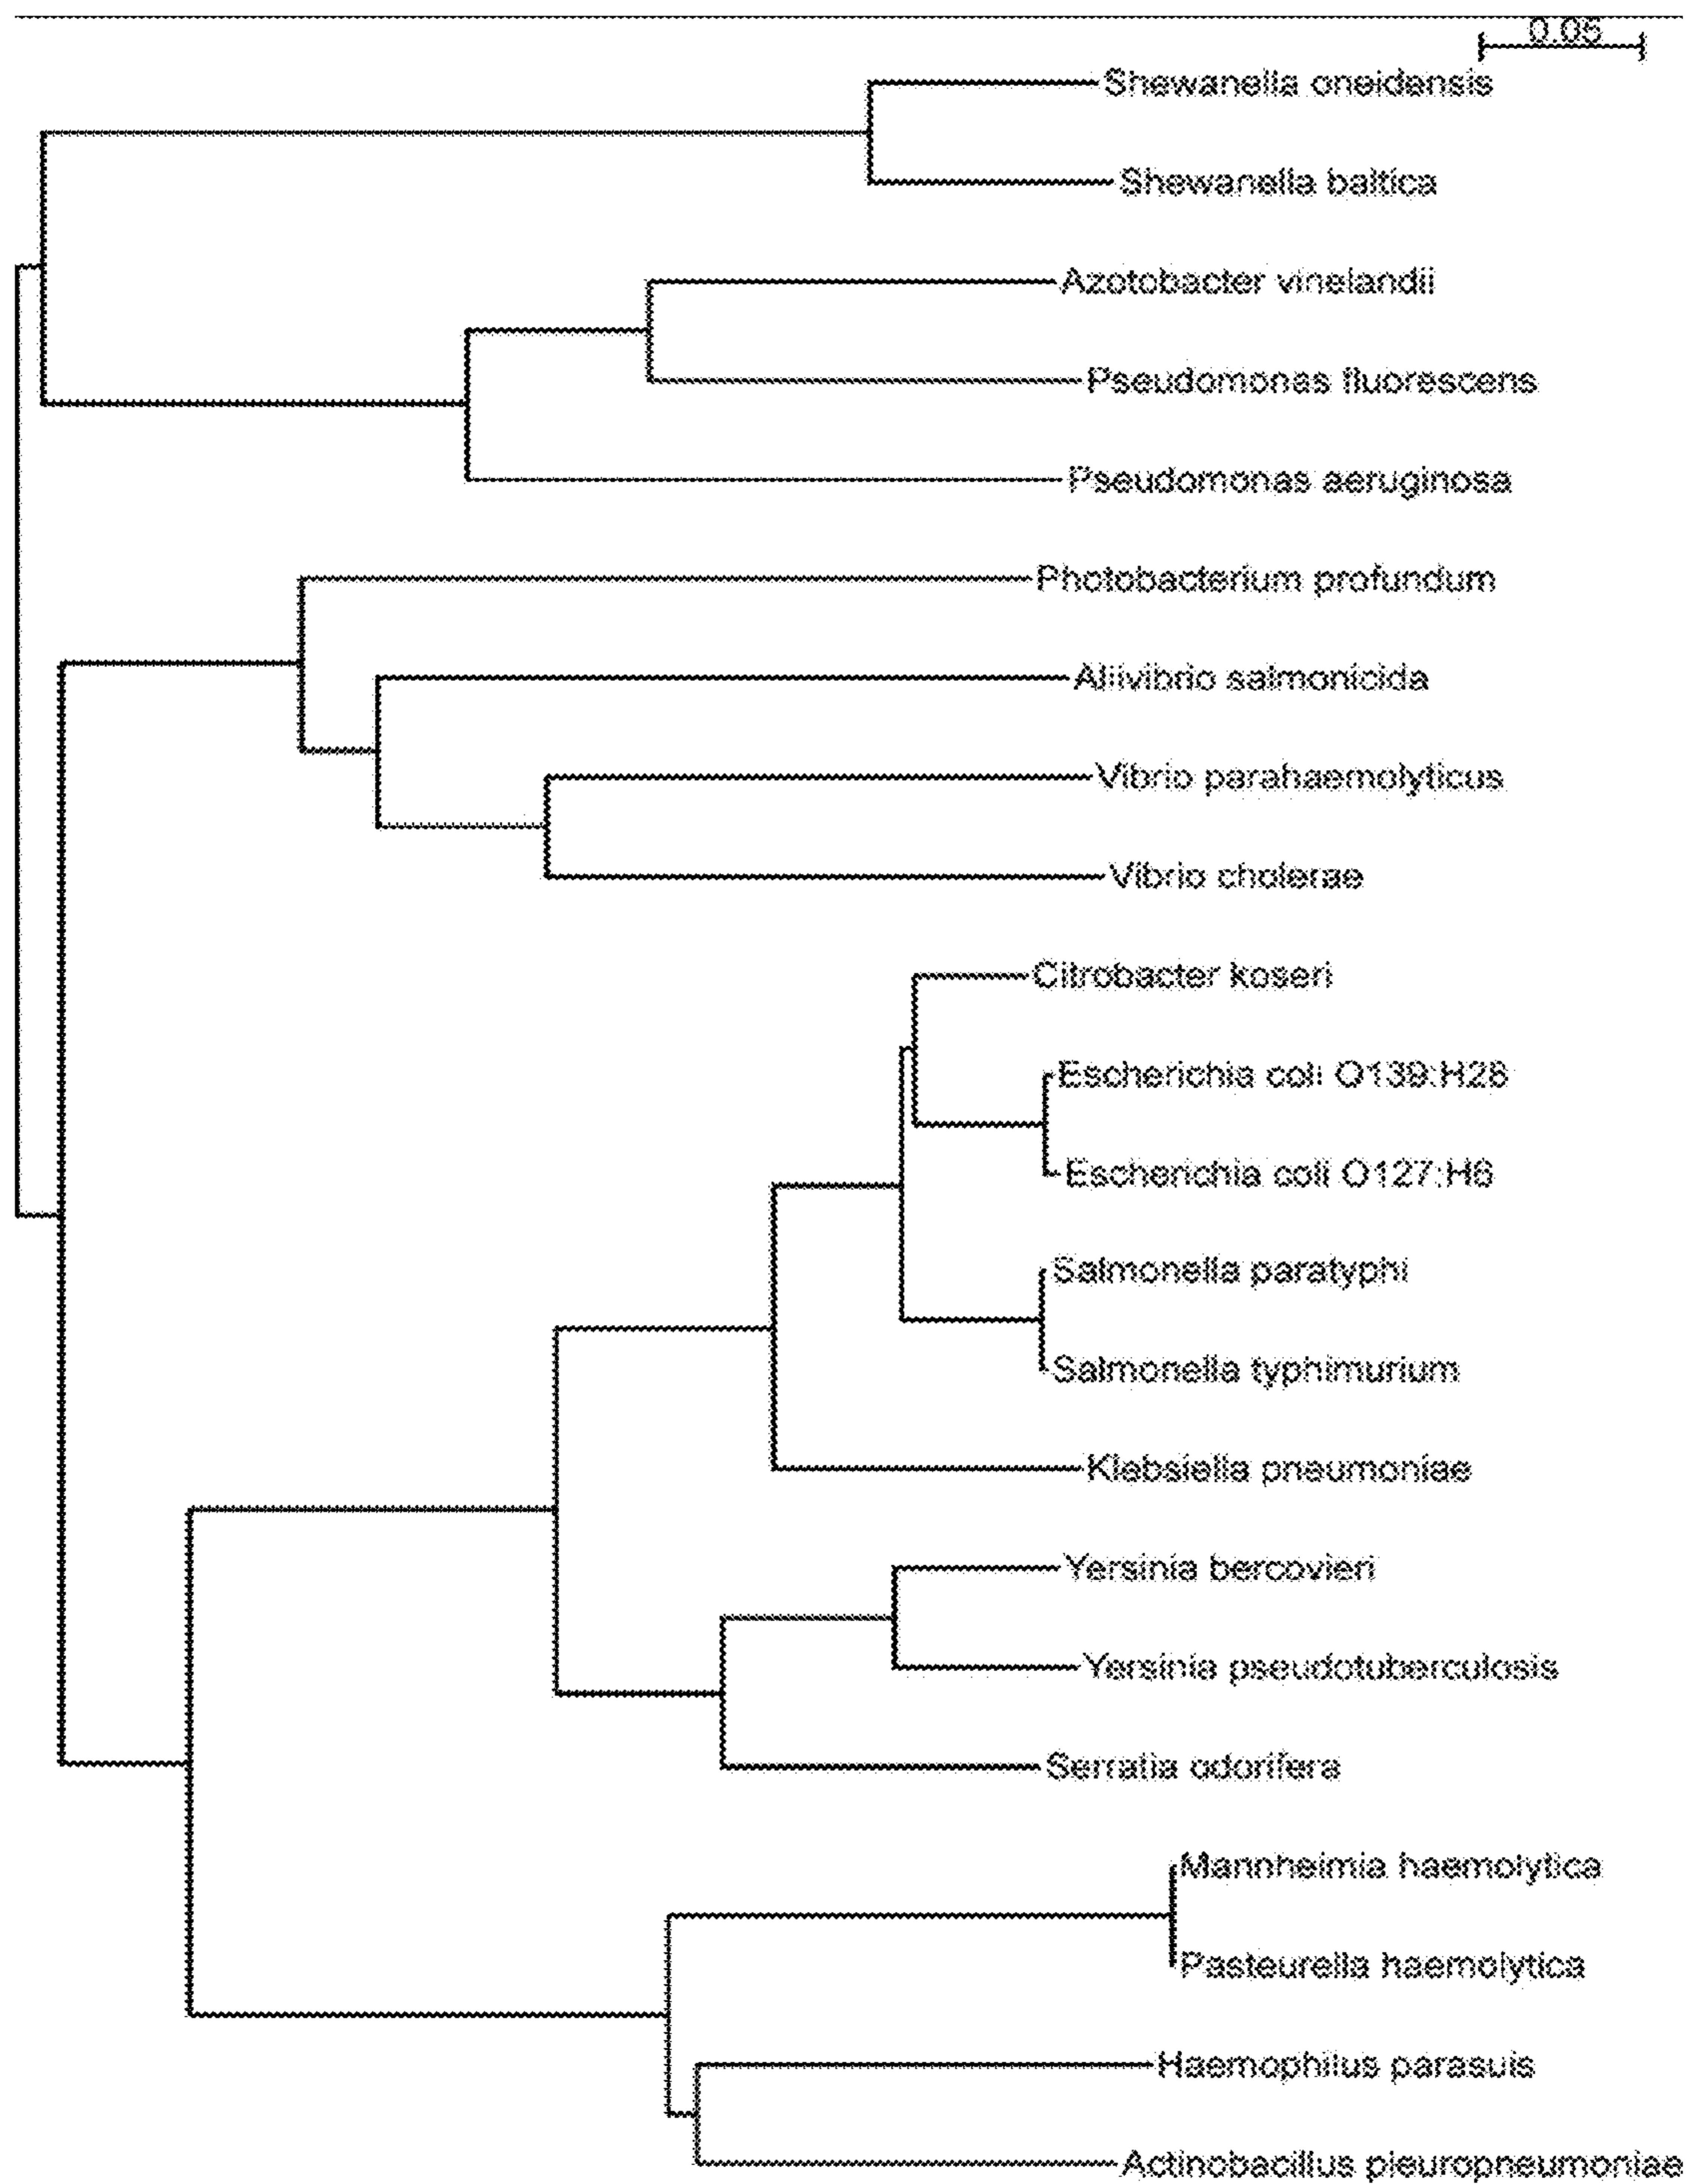 0.05
Shewanella oneidensis
Shewanella baltica
Azotobacter vinelandii
Pseudomonas fluorescens
Pseudomonas aeruginosa
Photobacterium profundum
Aliivibrio salmonicida
Vibrio parahaemolyticus
Vibrio cholerae
Citrobacter koseri
Escherichia coli O139:H28
Escherichia coli O127:H6
Salmonella paratyphi
Salmonella typhimurium
Klebsiella pneumoniae
Yersinia bercovieri
Yersinia pseudotuberculosis
Serratia odorifera
Mannheimia haemolytica
Pasteurella haemolytica
Haemophilus parasuis
Actinobacillus pleuropneumoniae